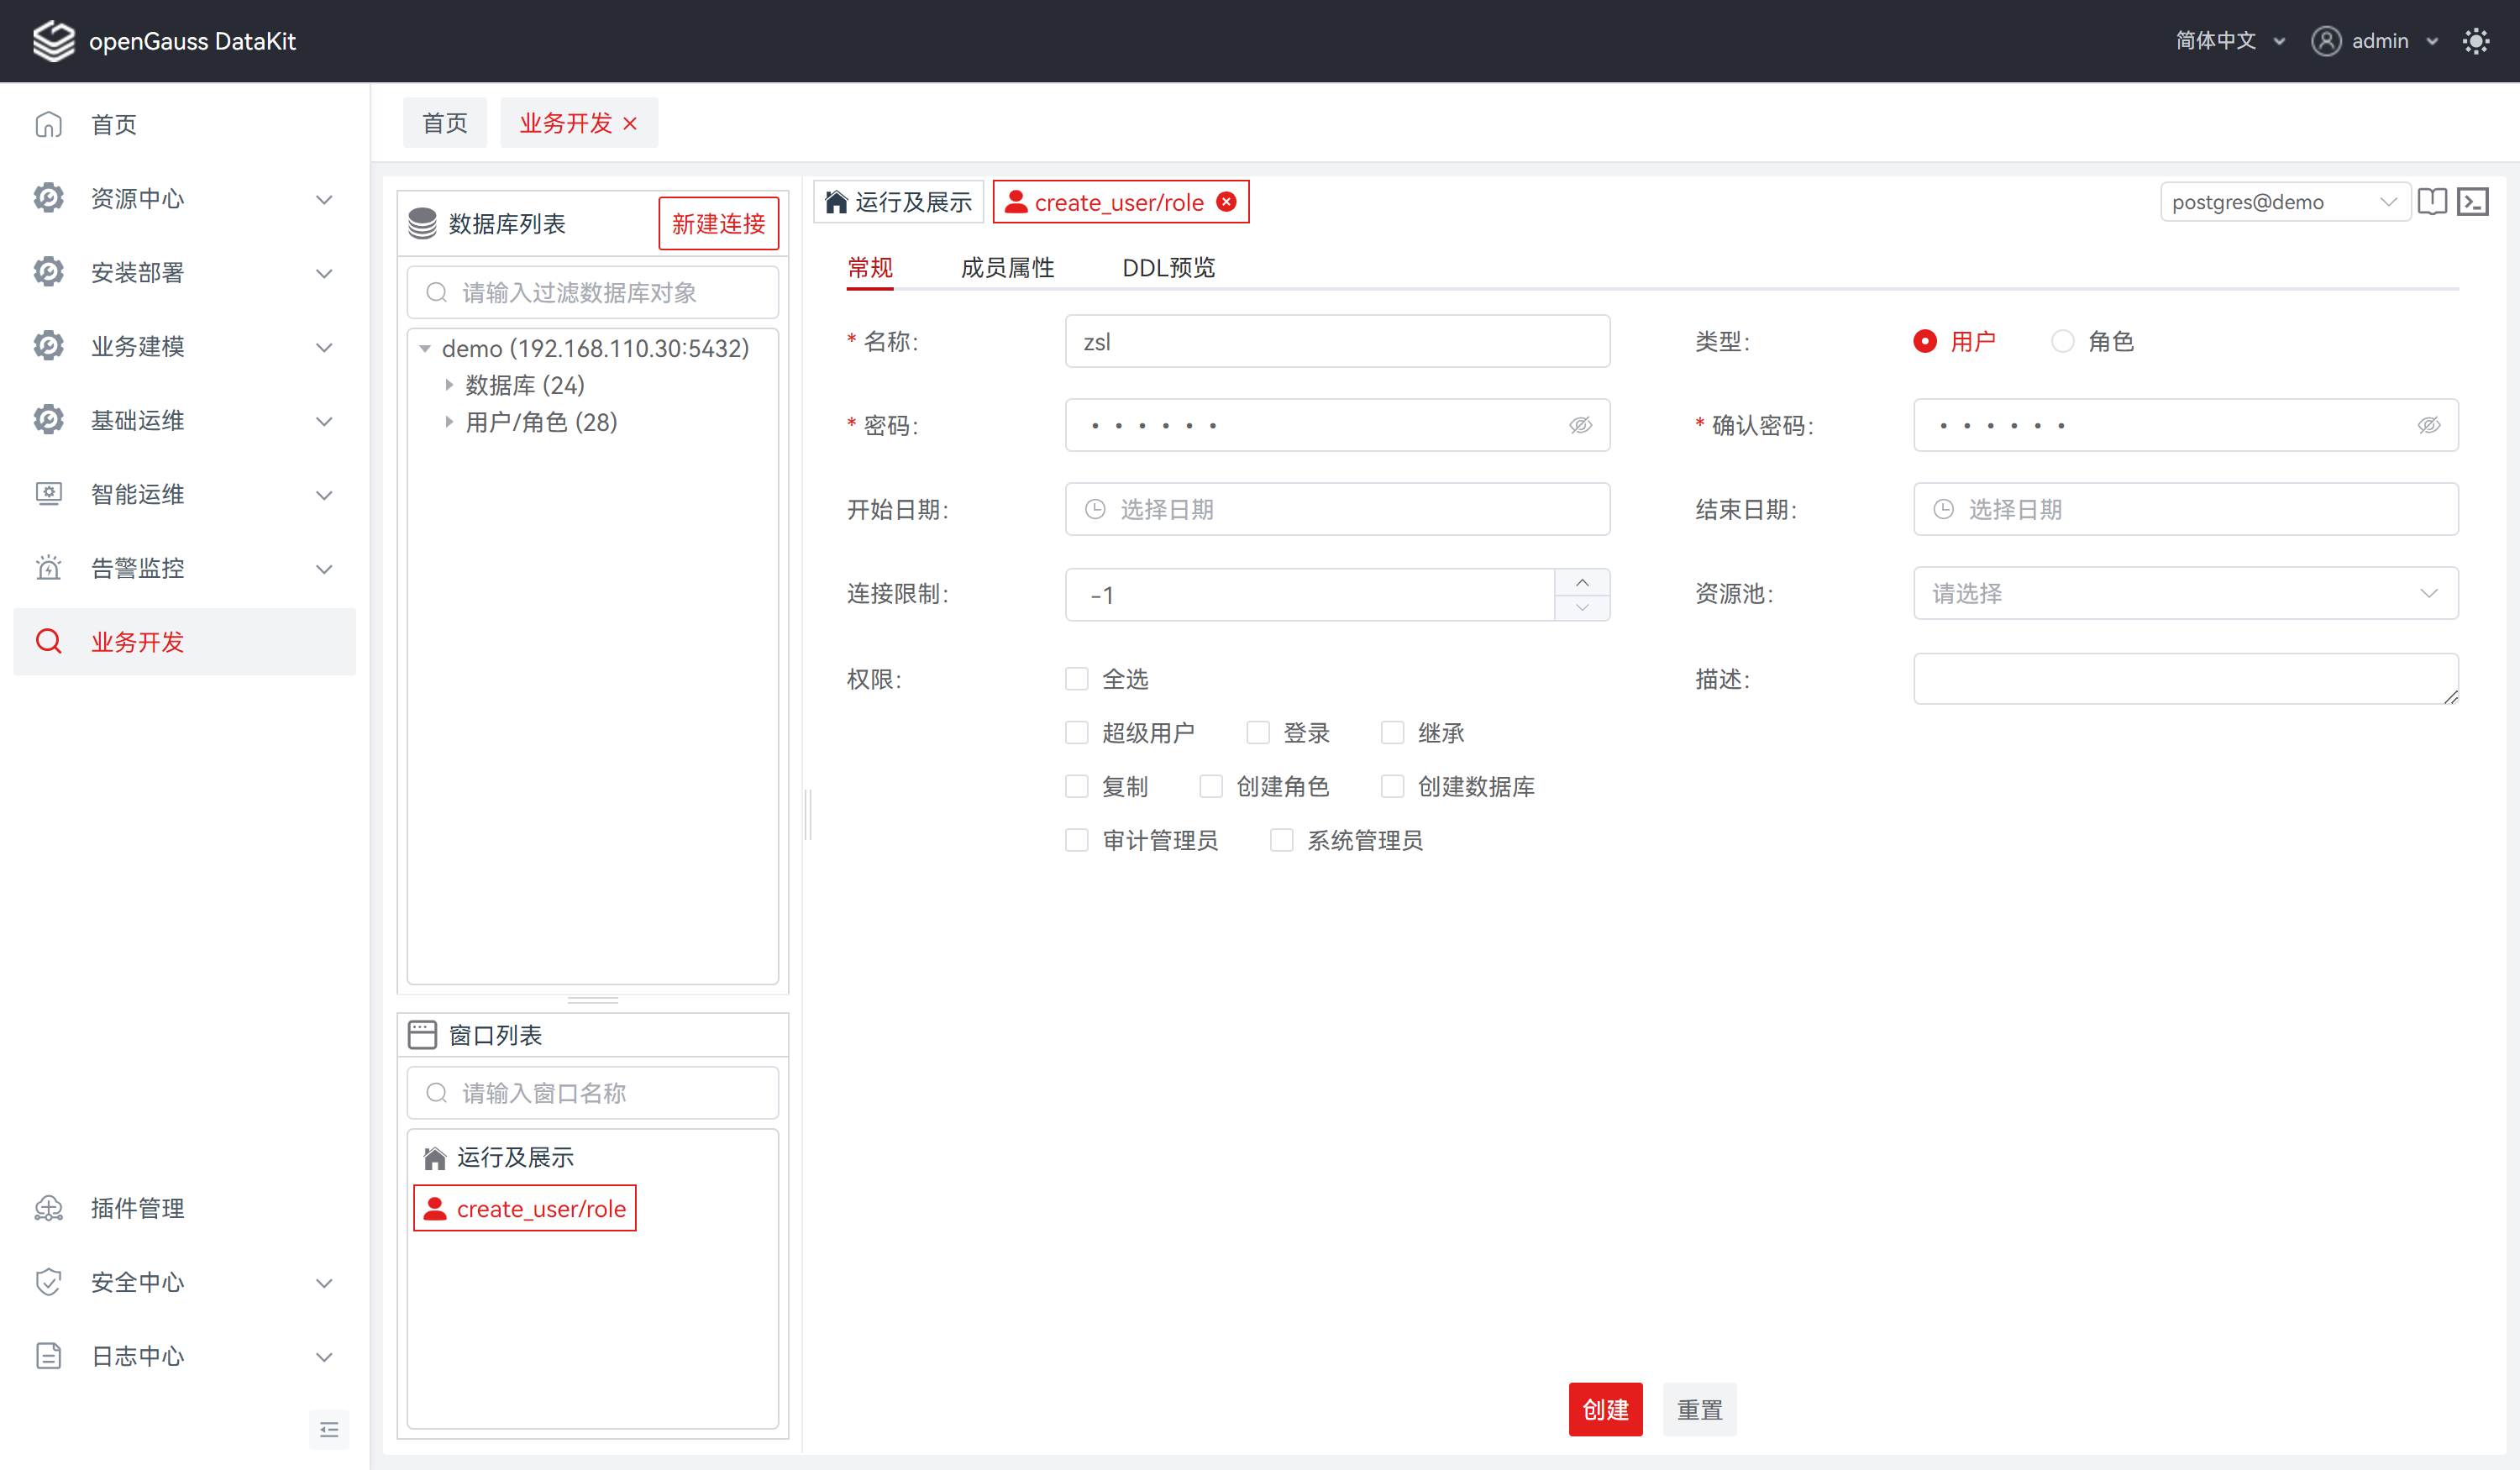 openGauss DataKit
简体中文
admin
首页
资源中心
安装部署
业务建模
基础运维
智能运维
告警监控
业务开发
插件管理
安全中心
日志中心
首页
业务开发
数据库列表
新建连接
请输入过滤数据库对象
demo (192.168.110.30:5432)
数据库 (24)
用户/角色 (28)
窗口列表
请输入窗口名称
运行及展示
create_user/role
运行及展示
create_user/role
postgres@demo
常规
成员属性
DDL预览
* 名称:
zsl
类型:
用户
角色
* 密码:
• • • • • •
* 确认密码:
• • • • • •
开始日期:
选择日期
结束日期:
选择日期
连接限制:
-1
资源池:
请选择
权限:
全选
描述:
超级用户
登录
继承
复制
创建角色
创建数据库
审计管理员
系统管理员
创建
重置